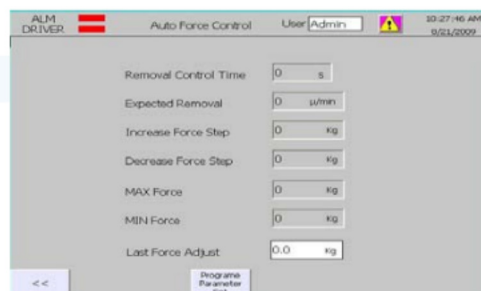 ALM DRIVER Auto Force Control User Admin 10:27:46 AM 8/21/2009
Removal Control Time 0 s
Expected Removal 0 μ/min
Increase Force Step 0 Kg
Decrease Force Step 0 Kg
MAX Force 0 Kg
MIN Force 0 Kg
Last Force Adjust 0.0 Kg
<< Programe Parameter